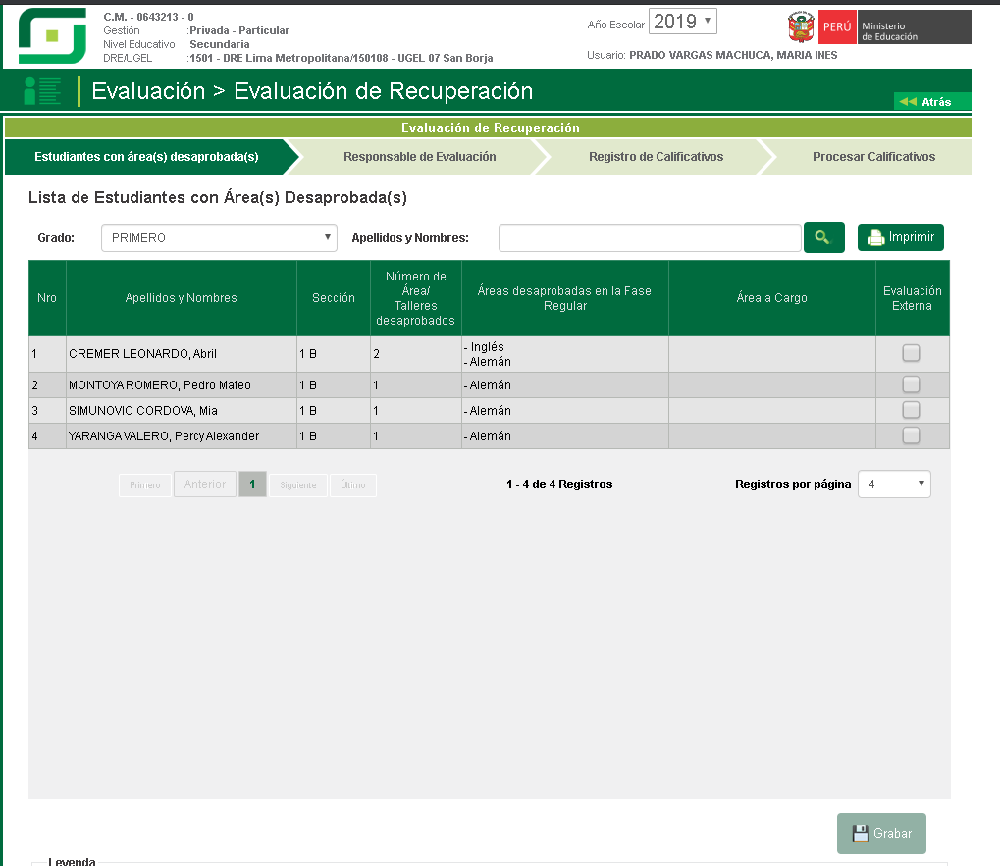 C.M. - 0643213 - 0
Gestión :Privada - Particular
Nivel Educativo Secundaria
DRE/UGEL :1501 - DRE Lima Metropolitana/150108 - UGEL 07 San Borja
Año Escolar 2019
Usuario: PRADO VARGAS MACHUCA, MARIA INES
PERÚ Ministerio de Educación
Evaluación > Evaluación de Recuperación
Atrás
Evaluación de Recuperación
Estudiantes con área(s) desaprobada(s) Responsable de Evaluación Registro de Calificativos Procesar Calificativos
Lista de Estudiantes con Área(s) Desaprobada(s)
Grado: PRIMERO Apellidos y Nombres: Imprimir
Nro Apellidos y Nombres Sección Número de Área/ Talleres desaprobados Áreas desaprobadas en la Fase Regular Área a Cargo Evaluación Externa
1 CREMER LEONARDO, Abril 1 B 2 - Inglés
- Alemán
2 MONTOYA ROMERO, Pedro Mateo 1 B 1 - Alemán
3 SIMUNOVIC CORDOVA, Mia 1 B 1 - Alemán
4 YARANGA VALERO, Percy Alexander 1 B 1 - Alemán
Primero Anterior 1 Siguiente Útimo 1 - 4 de 4 Registros Registros por página 4
Grabar
Leyenda